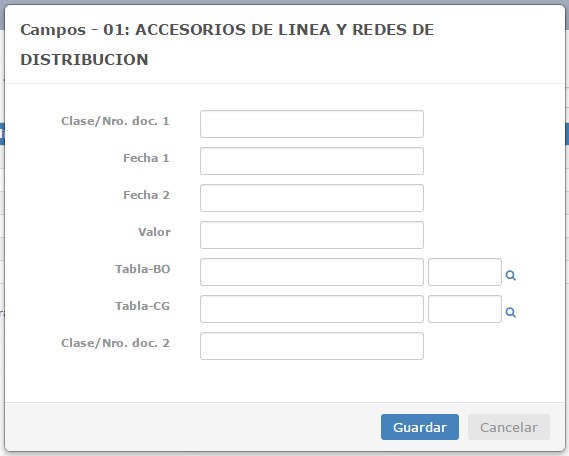 Campos - 01: ACCESORIOS DE LINEA Y REDES DE
DISTRIBUCION
Clase/Nro. doc. 1
Fecha 1
Fecha 2
Valor
Tabla-BO
Tabla-CG
Clase/Nro. doc. 2
Guardar Cancelar